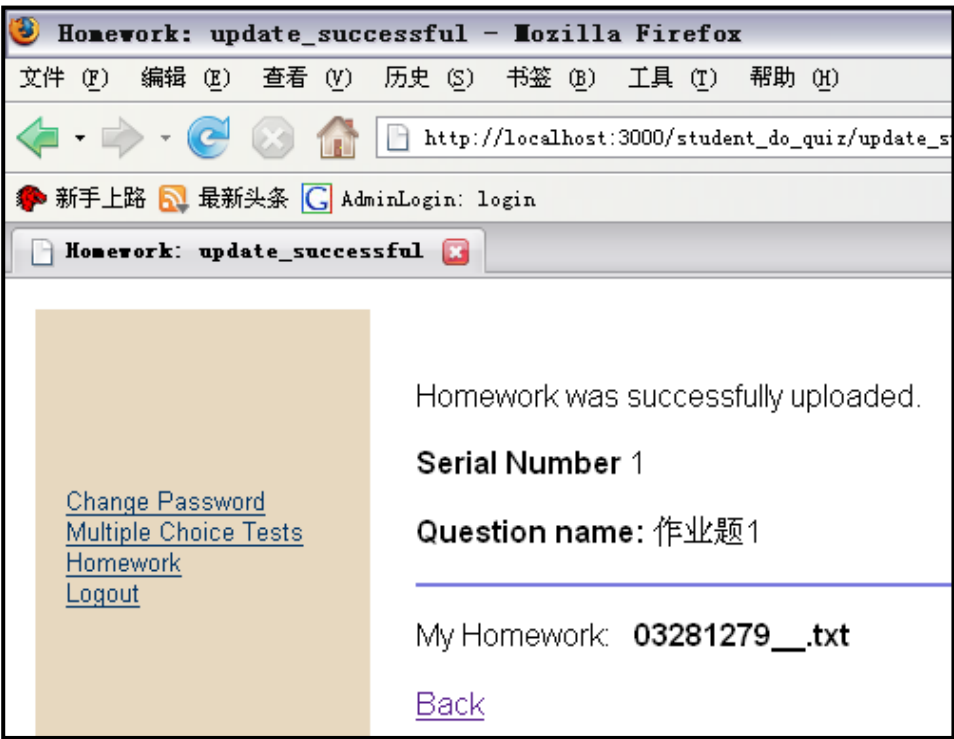 Homework: update_successful - Mozilla Firefox
文件 (F) 编辑 (E) 查看 (V) 历史 (S) 书签 (B) 工具 (T) 帮助 (H)
http://localhost:3000/student_do_quiz/update_s
新手上路 最新头条 G AdminLogin: login
Homework: update_successful
Homework was successfully uploaded.
Serial Number 1
Question name: 作业题1
Change Password
Multiple Choice Tests
Homework
Logout
My Homework: 03281279__.txt
Back